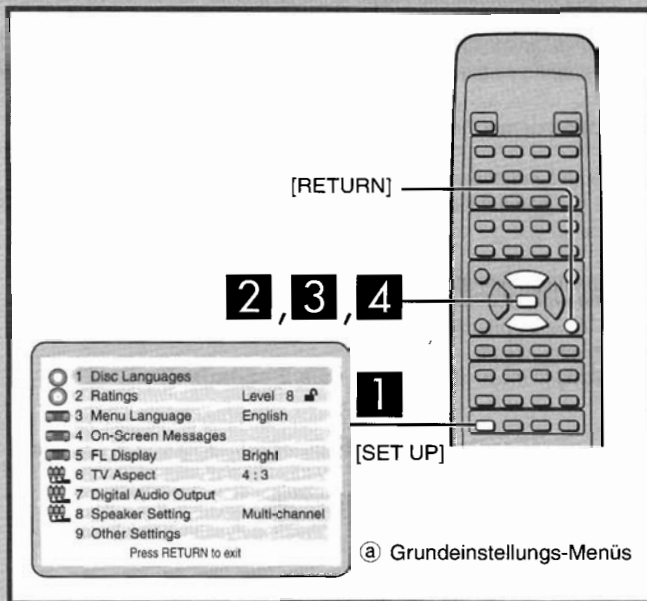 [RETURN]
2, 3, 4
1 Disc Languages
2 Ratings Level 8
3 Menu Language English
4 On-Screen Messages
5 FL Display Bright
6 TV Aspect 4 : 3
7 Digital Audio Output
8 Speaker Setting Multi-channel
9 Other Settings
Press RETURN to exit
1
[SET UP]
ⓐ Grundeinstellungs-Menüs